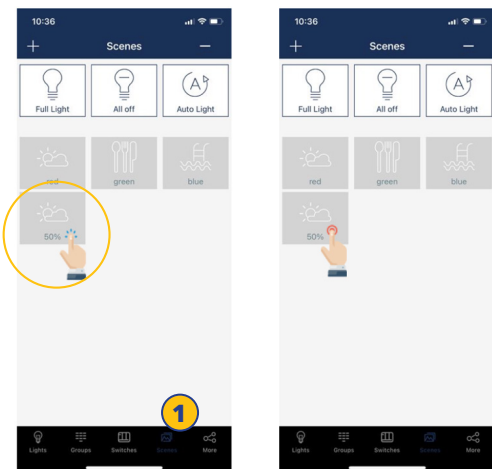 10:36
Scenes
Full Light
All off
Auto Light
red
green
blue
50%
1
Lights
Groups
Switches
Scenes
More
10:36
Scenes
Full Light
All off
Auto Light
red
green
blue
50%
Lights
Groups
Switches
Scenes
More